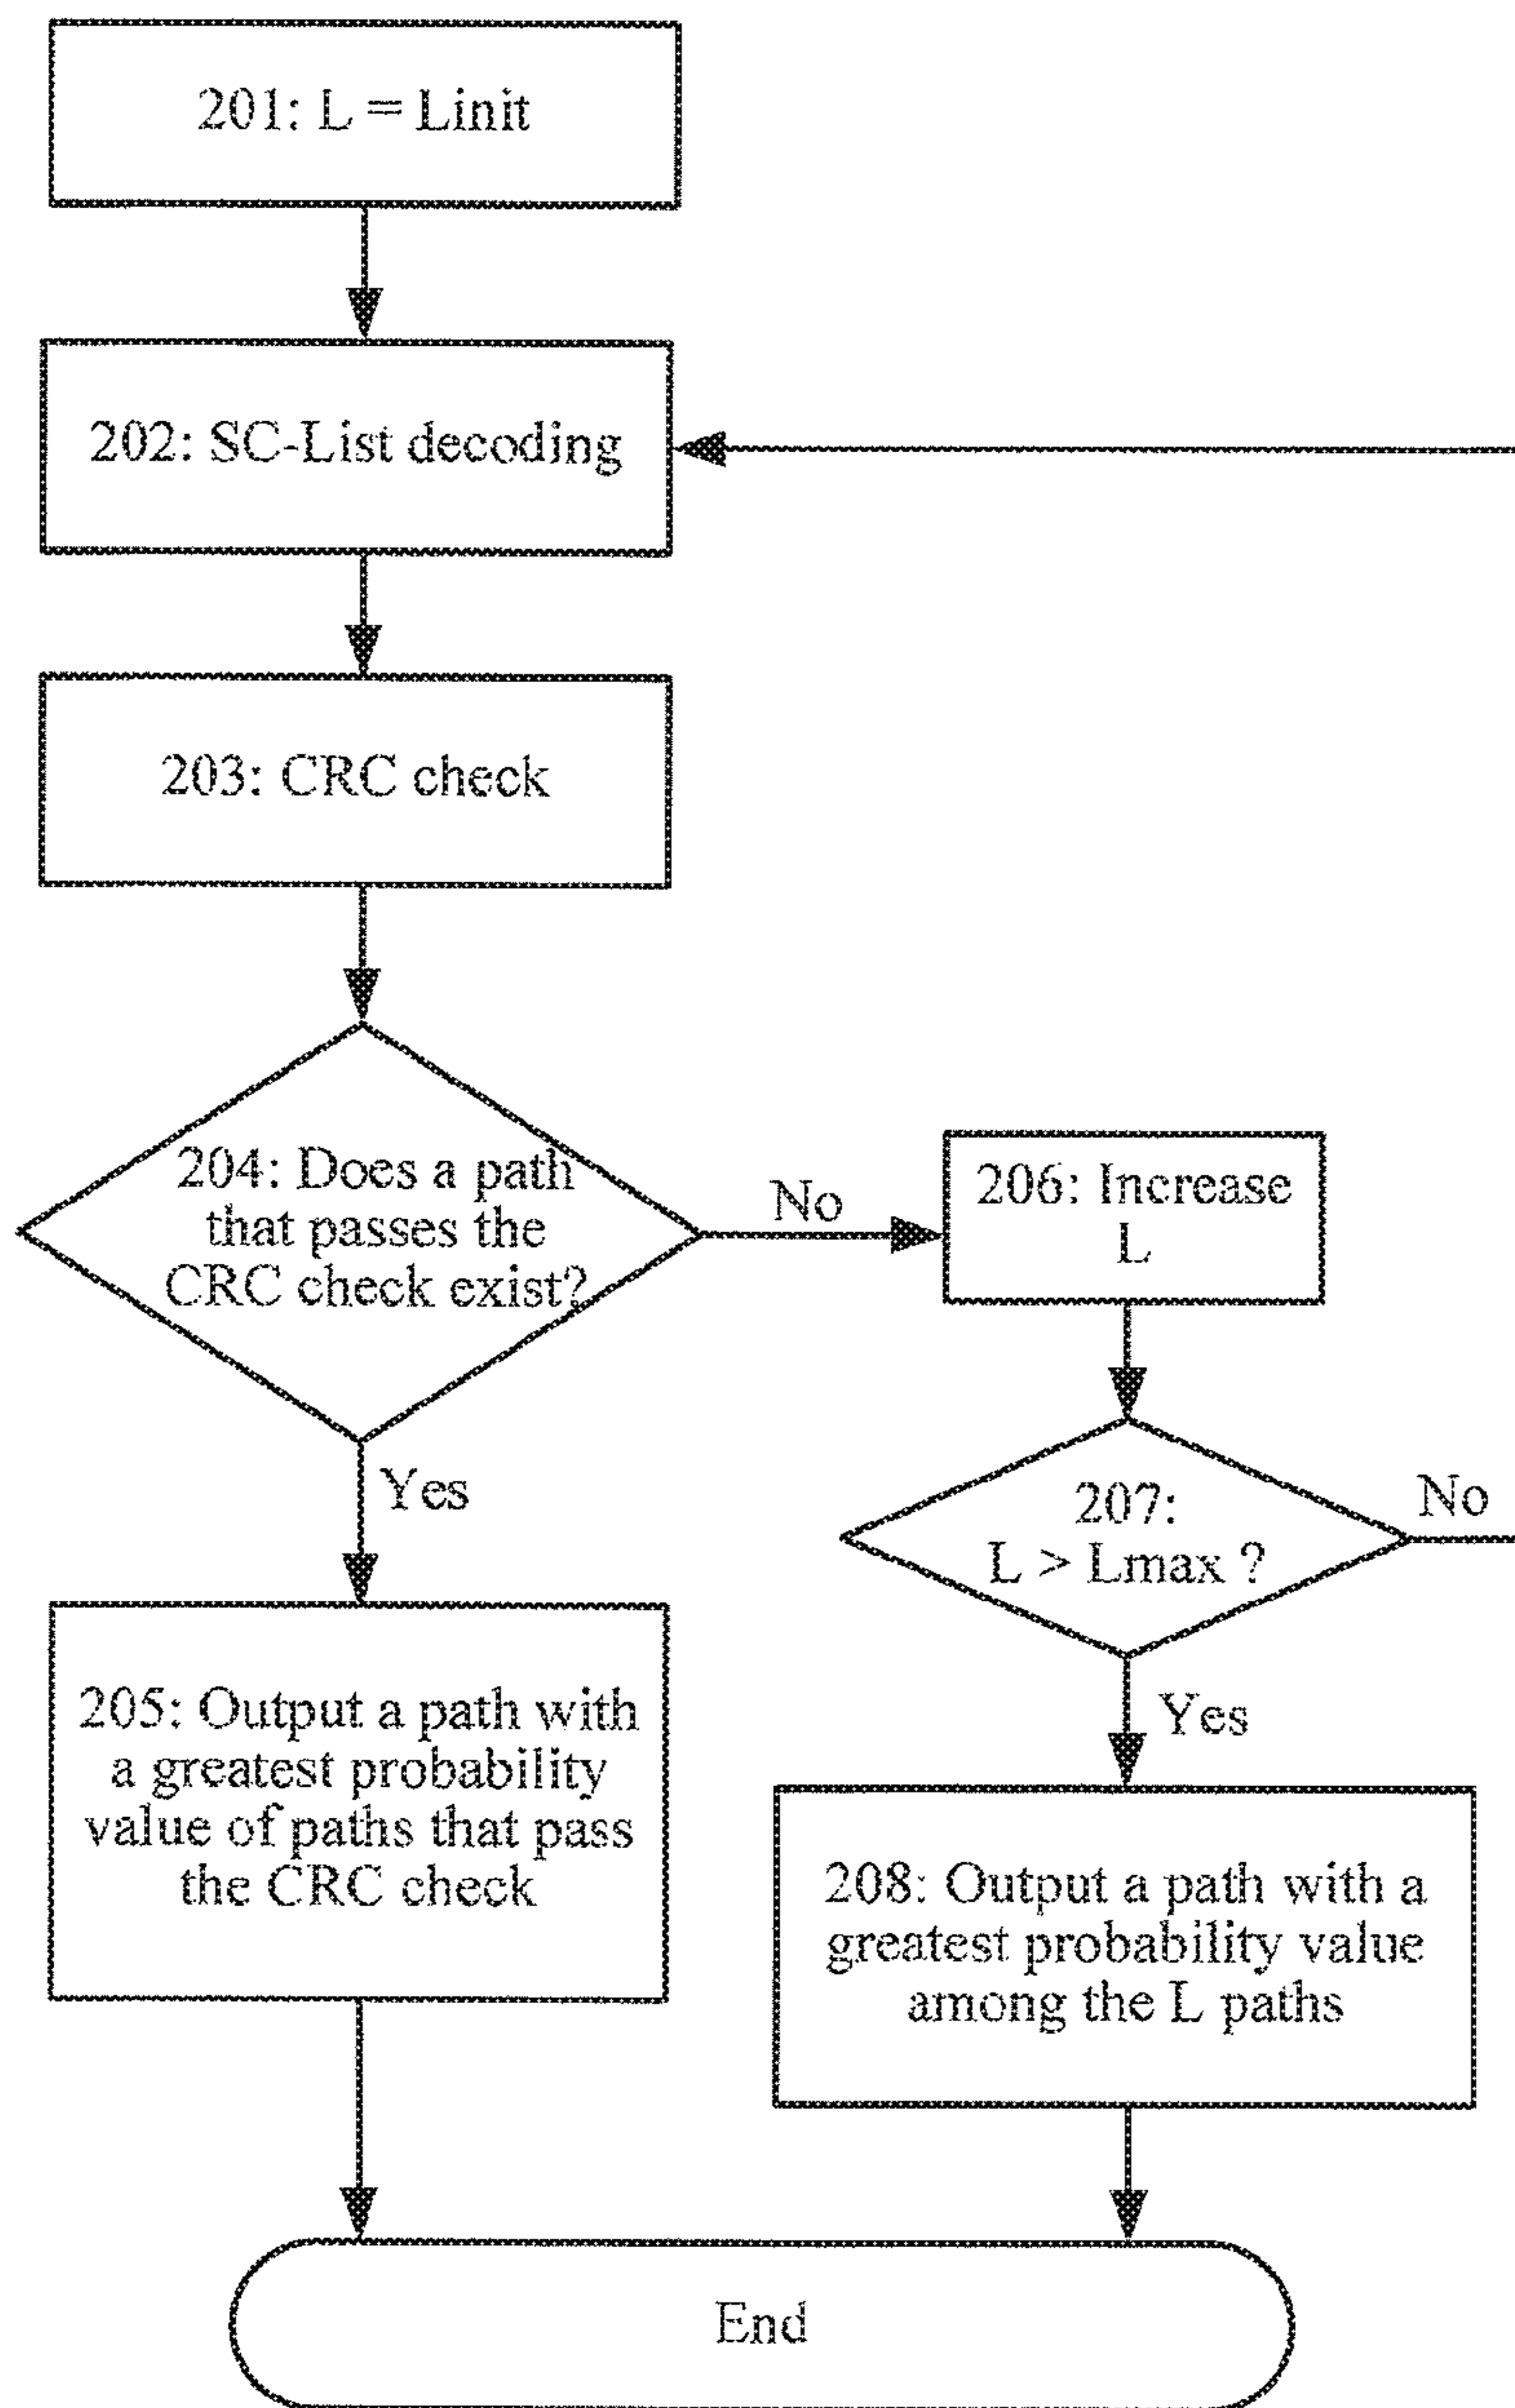 201: L = Linit
202: SC-List decoding
203: CRC check
204: Does a path
that passes the
CRC check exist?
No
206: Increase
L
Yes
207:
L > Lmax ?
No
205: Output a path with
a greatest probability
value of paths that pass
the CRC check
Yes
208: Output a path with a
greatest probability value
among the L paths
End